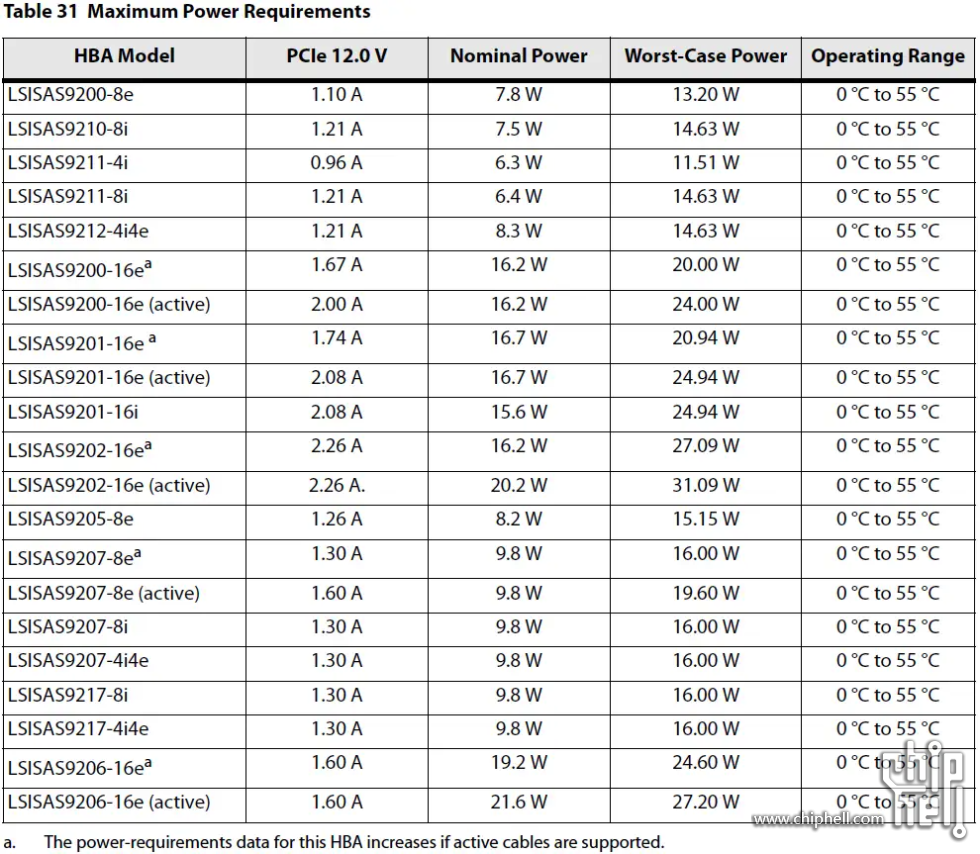 Table 31 Maximum Power Requirements
HBA Model PCIe 12.0 V Nominal Power Worst-Case Power Operating Range
LSISAS9200-8e 1.10 A 7.8 W 13.20 W 0 °C to 55 °C
LSISAS9210-8i 1.21 A 7.5 W 14.63 W 0 °C to 55 °C
LSISAS9211-4i 0.96 A 6.3 W 11.51 W 0 °C to 55 °C
LSISAS9211-8i 1.21 A 6.4 W 14.63 W 0 °C to 55 °C
LSISAS9212-4i4e 1.21 A 8.3 W 14.63 W 0 °C to 55 °C
LSISAS9200-16eª 1.67 A 16.2 W 20.00 W 0 °C to 55 °C
LSISAS9200-16e (active) 2.00 A 16.2 W 24.00 W 0 °C to 55 °C
LSISAS9201-16e ª 1.74 A 16.7 W 20.94 W 0 °C to 55 °C
LSISAS9201-16e (active) 2.08 A 16.7 W 24.94 W 0 °C to 55 °C
LSISAS9201-16i 2.08 A 15.6 W 24.94 W 0 °C to 55 °C
LSISAS9202-16eª 2.26 A 16.2 W 27.09 W 0 °C to 55 °C
LSISAS9202-16e (active) 2.26 A. 20.2 W 31.09 W 0 °C to 55 °C
LSISAS9205-8e 1.26 A 8.2 W 15.15 W 0 °C to 55 °C
LSISAS9207-8eª 1.30 A 9.8 W 16.00 W 0 °C to 55 °C
LSISAS9207-8e (active) 1.60 A 9.8 W 19.60 W 0 °C to 55 °C
LSISAS9207-8i 1.30 A 9.8 W 16.00 W 0 °C to 55 °C
LSISAS9207-4i4e 1.30 A 9.8 W 16.00 W 0 °C to 55 °C
LSISAS9217-8i 1.30 A 9.8 W 16.00 W 0 °C to 55 °C
LSISAS9217-4i4e 1.30 A 9.8 W 16.00 W 0 °C to 55 °C
LSISAS9206-16eª 1.60 A 19.2 W 24.60 W 0 °C to 55 °C
LSISAS9206-16e (active) 1.60 A 21.6 W 27.20 W 0 °C to 55 °C
chip
hell
www.chiphell.com
a. The power-requirements data for this HBA increases if active cables are supported.